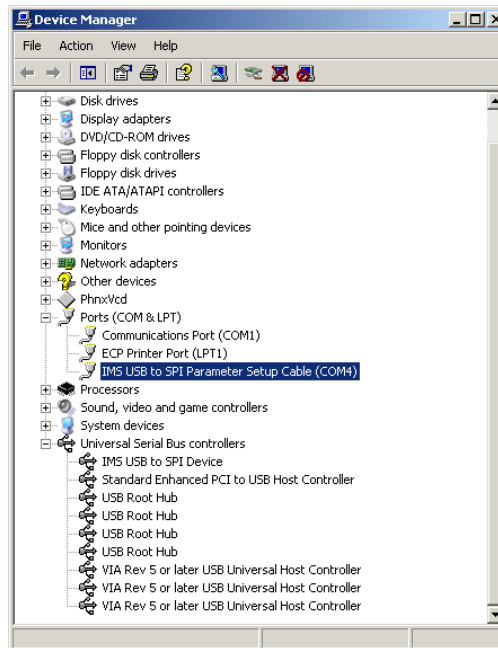 Device Manager
File Action View Help
Disk drives
Display adapters
DVD/CD-ROM drives
Floppy disk controllers
Floppy disk drives
IDE ATA/ATAPI controllers
Keyboards
Mice and other pointing devices
Monitors
Network adapters
Other devices
PhnxVcd
Ports (COM & LPT)
Communications Port (COM1)
ECP Printer Port (LPT1)
IMS USB to SPI Parameter Setup Cable (COM4)
Processors
Sound, video and game controllers
System devices
Universal Serial Bus controllers
IMS USB to SPI Device
Standard Enhanced PCI to USB Host Controller
USB Root Hub
USB Root Hub
USB Root Hub
USB Root Hub
VIA Rev 5 or later USB Universal Host Controller
VIA Rev 5 or later USB Universal Host Controller
VIA Rev 5 or later USB Universal Host Controller